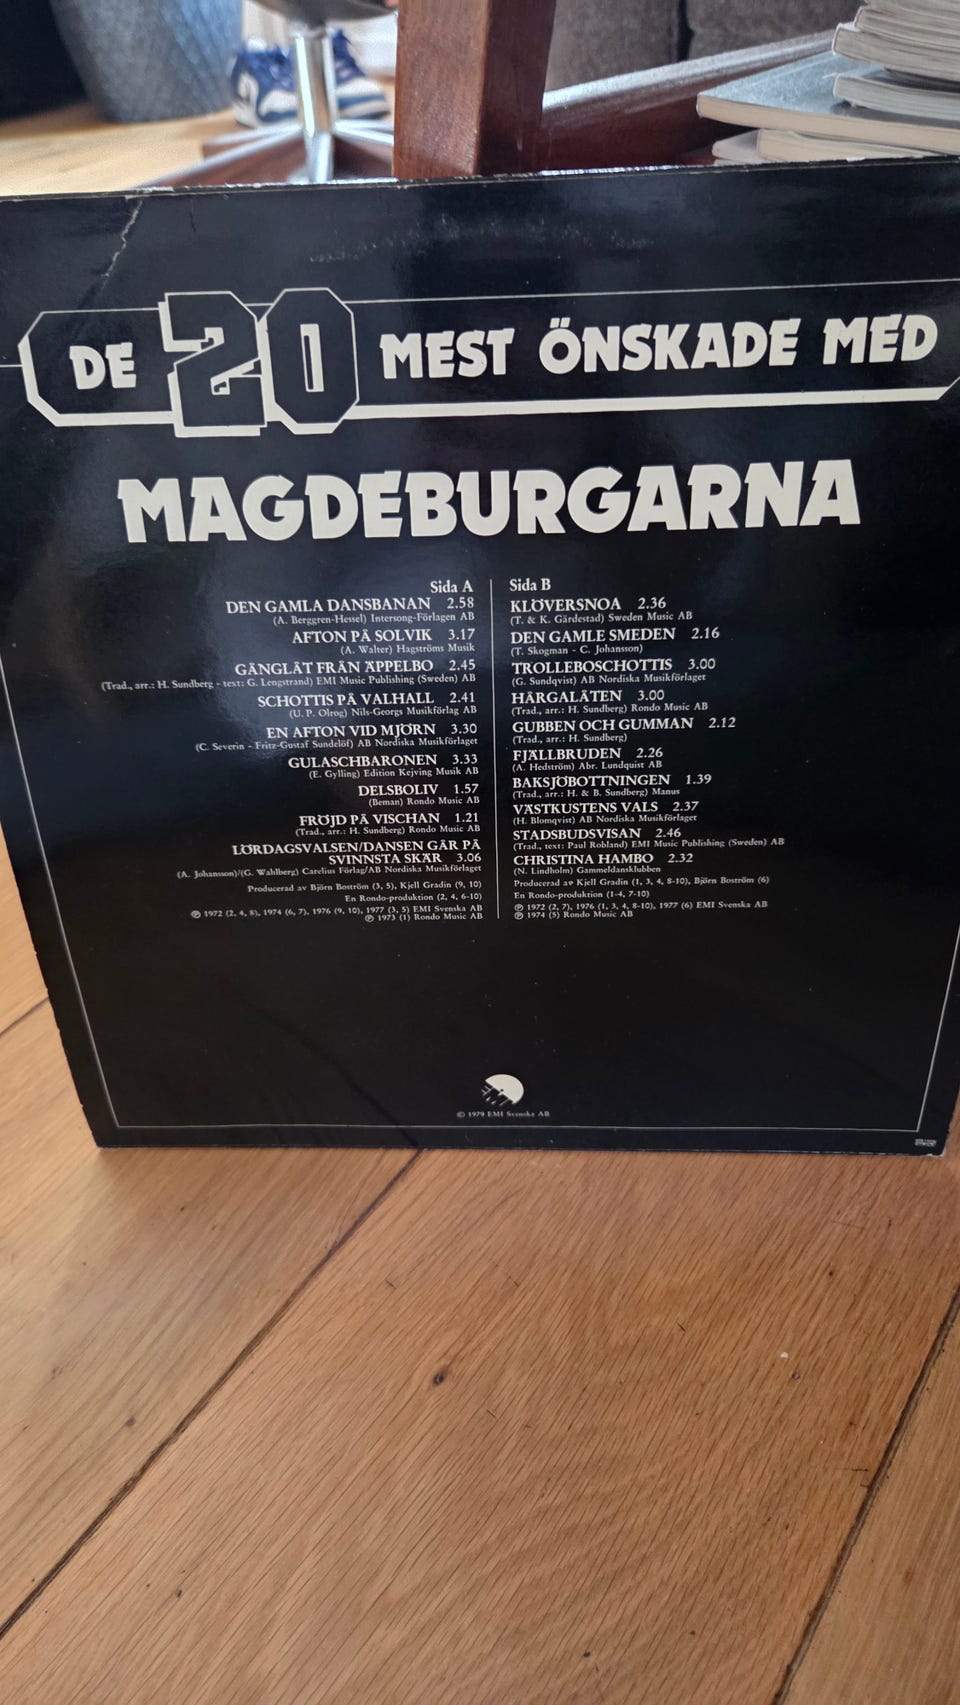 DE 20 MEST ÖNSKADE MED
MAGDEBURGARNA
Sida A
DEN GAMLA DANSBANAN 2.58
(A. Berggren-Hessel) Intersong-Förlagen AB
AFTON PÅ SOLVIK 3.17
(A. Walter) Hagströms Musik
GÅNGLÅT FRÅN ÄPPELBO 2.45
(Trad., arr.: H. Sundberg - text: G. Lengstrand) EMI Music Publishing (Sweden) AB
SCHOTTIS PÅ VALHALL 2.41
(U. P. Olrog) Nils-Georgs Musikförlag AB
EN AFTON VID MJÖRN 3.30
(C. Severin - Fritz-Gustaf Sundelöf) AB Nordiska Musikförlaget
GULASCHBARONEN 3.33
(E. Gylling) Edition Kejving Musik AB
DELSBOLIV 1.57
(Beman) Rondo Music AB
FRÖJD PÅ VISCHAN 1.21
(Trad., arr.: H. Sundberg) Rondo Music AB
LÖRDAGSVALSEN/DANSEN GÅR PÅ
SVINNSTA SKÄR 3.06
(A. Johansson)/(G. Wahlberg) Carelius Förlag/AB Nordiska Musikförlaget
Producerad av Björn Boström (3, 5), Kjell Gradin (9, 10)
En Rondo-produktion (2, 4, 6-10)
℗ 1972 (2, 4, 8), 1974 (6, 7), 1976 (9, 10), 1977 (3, 5) EMI Svenska AB
℗ 1973 (1) Rondo Music AB
Sida B
KLÖVERSNOA 2.36
(T. & K. Gärdestad) Sweden Music AB
DEN GAMLE SMEDEN 2.16
(T. Skogman - C. Johansson)
TROLLEBOSCHOTTIS 3.00
(G. Sundqvist) AB Nordiska Musikförlaget
HÅRGALÅTEN 3.00
(Trad., arr.: H. Sundberg) Rondo Music AB
GUBBEN OCH GUMMAN 2.12
(Trad., arr.: H. Sundberg)
FJÄLLBRUDEN 2.26
(A. Hedström) Abr. Lundquist AB
BAKSJÖBOTTNINGEN 1.39
(Trad., arr.: H. & B. Sundberg) Manus
VÄSTKUSTENS VALS 2.37
(H. Blomqvist) AB Nordiska Musikförlaget
STADSBUDSVISAN 2.46
(Trad., text: Paul Robland) EMI Music Publishing (Sweden) AB
CHRISTINA HAMBO 2.32
(N. Lindholm) Gammeldansklubben
Producerad av Kjell Gradin (1, 3, 4, 8-10), Björn Boström (6)
En Rondo-produktion (1-4, 7-10)
℗ 1972 (2, 7), 1976 (1, 3, 4, 8-10), 1977 (6) EMI Svenska AB
℗ 1974 (5) Rondo Music AB
EMI
© 1979 EMI Svenska AB